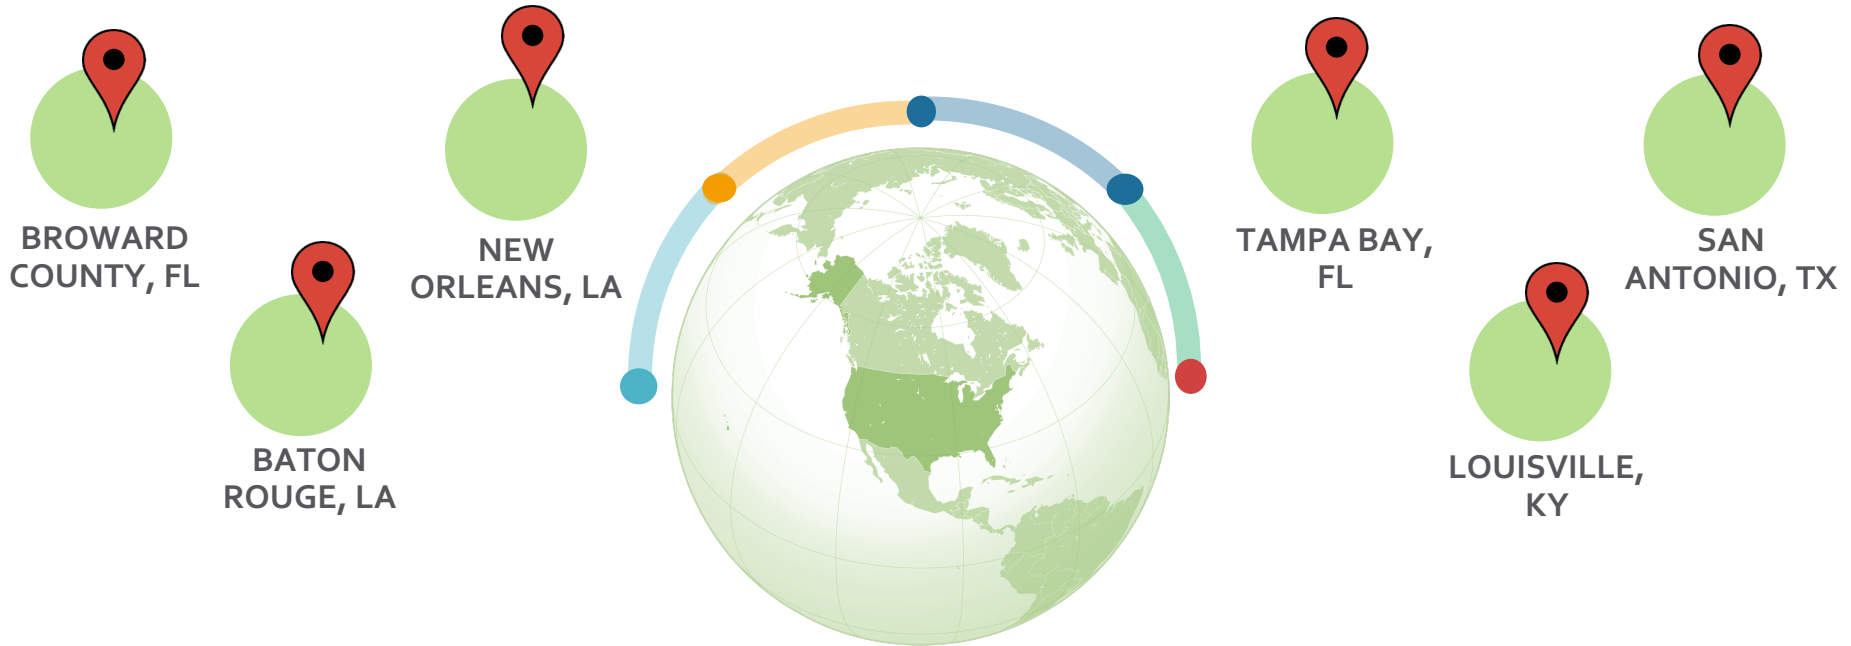 BROWARD
COUNTY, FL
BATON
ROUGE, LA
NEW
ORLEANS, LA
TAMPA BAY,
FL
LOUISVILLE,
KY
SAN
ANTONIO, TX